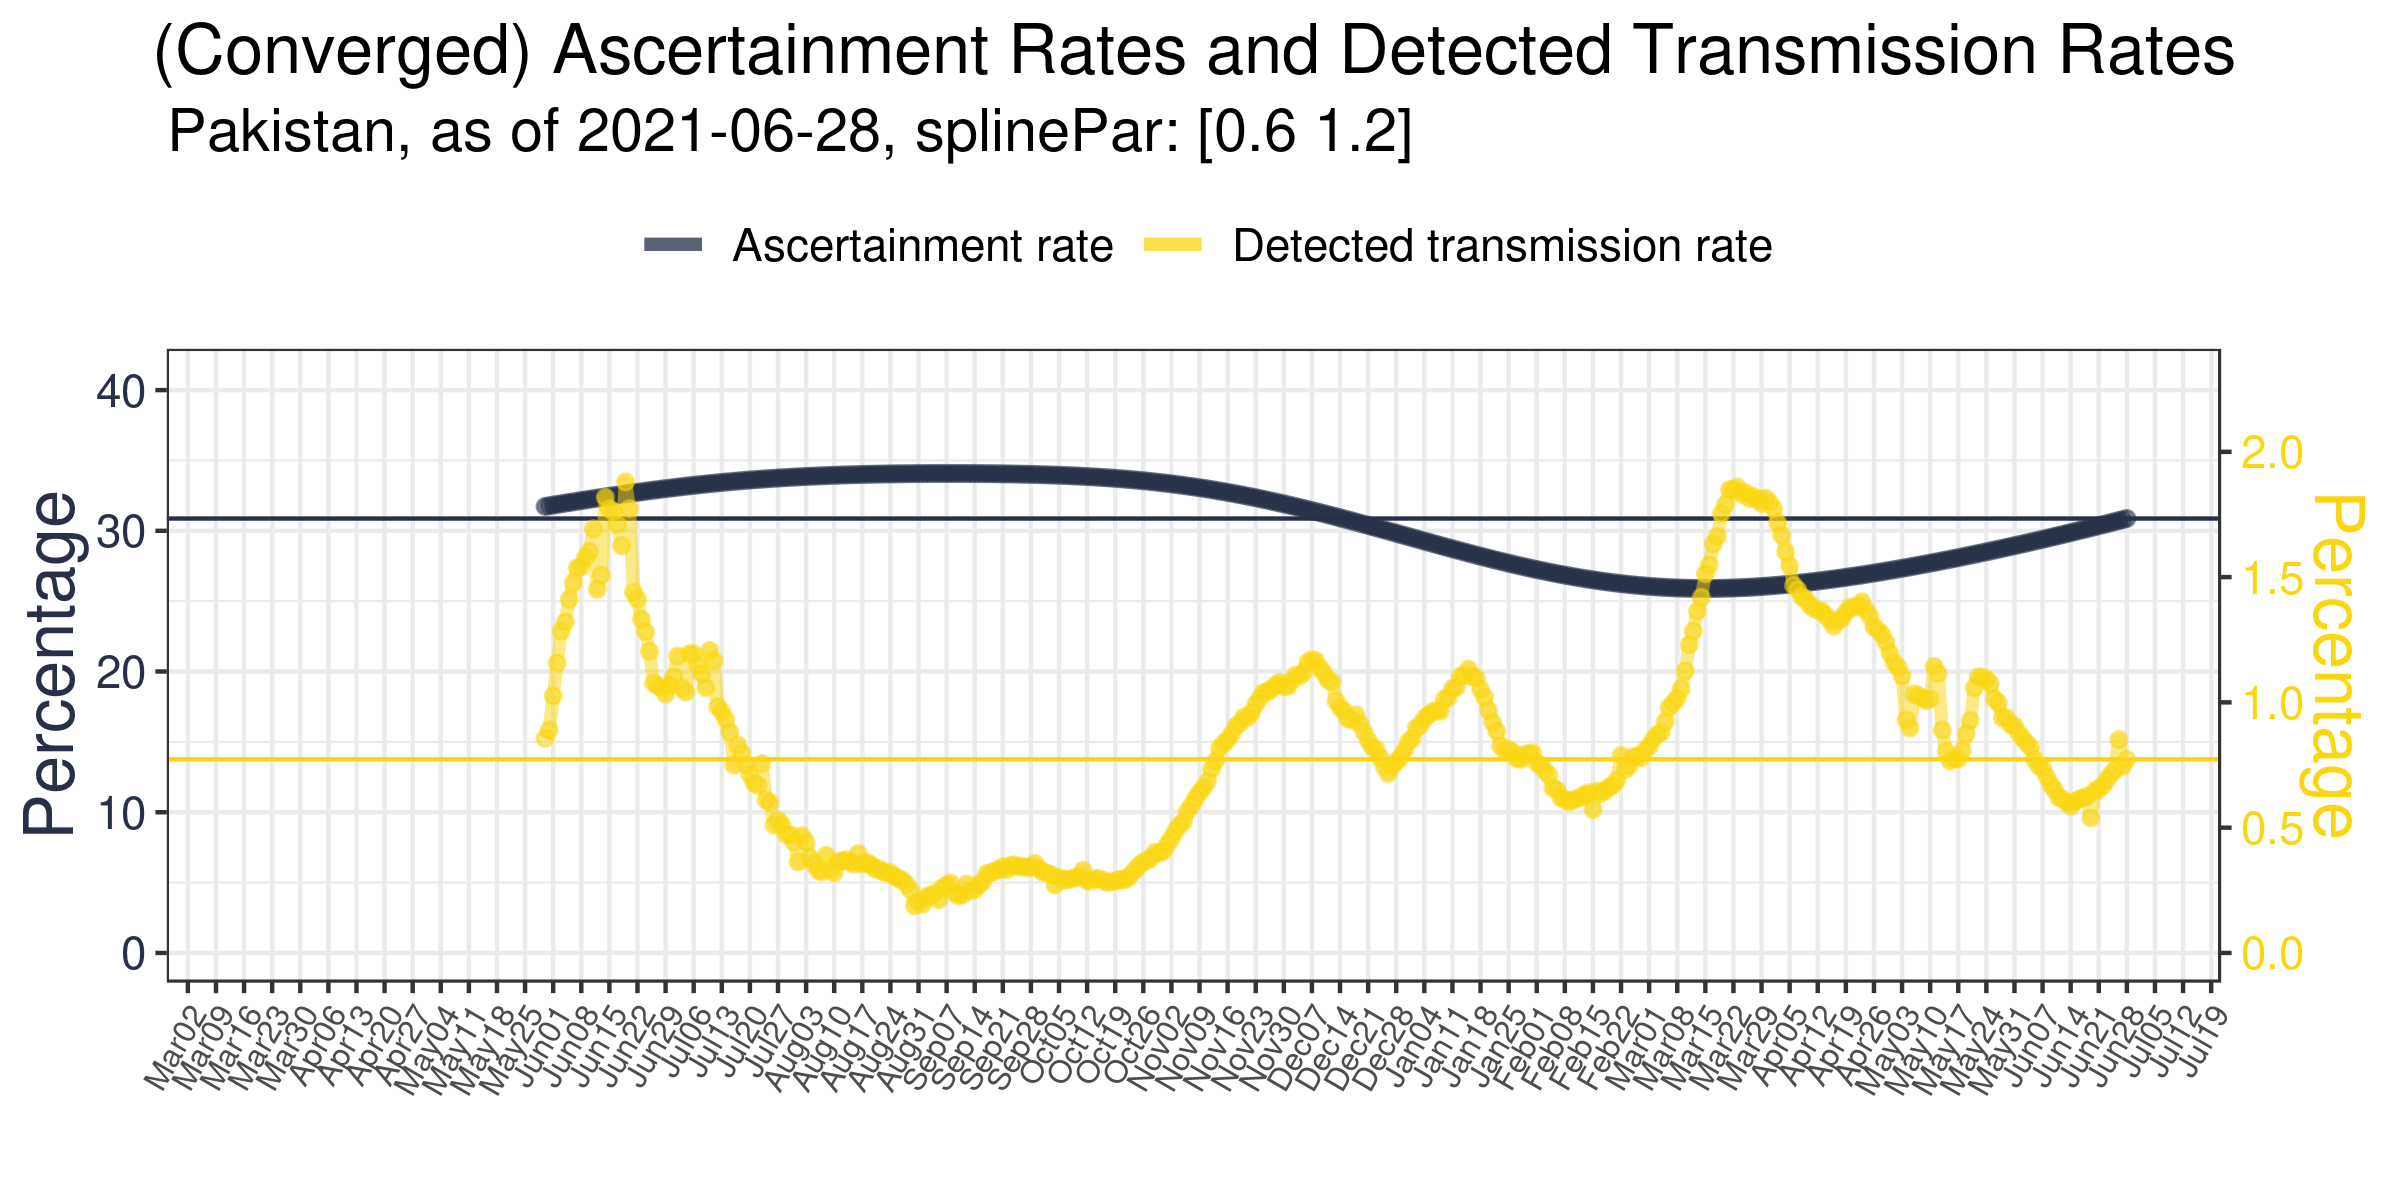 (Converged) Ascertainment Rates and Detected Transmission Rates
Pakistan, as of 2021-06-28, splinePar: [0.6 1.2]
Ascertainment rate
Detected transmission rate
Percentage
40
30
20
10
0
2.0
1.5
1.0
0.5
0.0
Percentage
Mar02
Mar09
Mar16
Mar23
Mar30
Apr06
Apr13
Apr20
Apr27
May04
May11
May18
May25
Jun01
Jun08
Jun15
Jun22
Jun29
Jul06
Jul13
Jul20
Jul27
Aug03
Aug10
Aug17
Aug24
Aug31
Sep07
Sep14
Sep21
Sep28
Oct05
Oct12
Oct19
Oct26
Nov02
Nov09
Nov16
Nov23
Nov30
Dec07
Dec14
Dec21
Dec28
Jan04
Jan11
Jan18
Jan25
Feb01
Feb08
Feb15
Feb22
Mar01
Mar08
Mar15
Mar22
Mar29
Apr05
Apr12
Apr19
Apr26
May03
May10
May17
May24
May31
Jun07
Jun14
Jun21
Jun28
Jul05
Jul12
Jul19